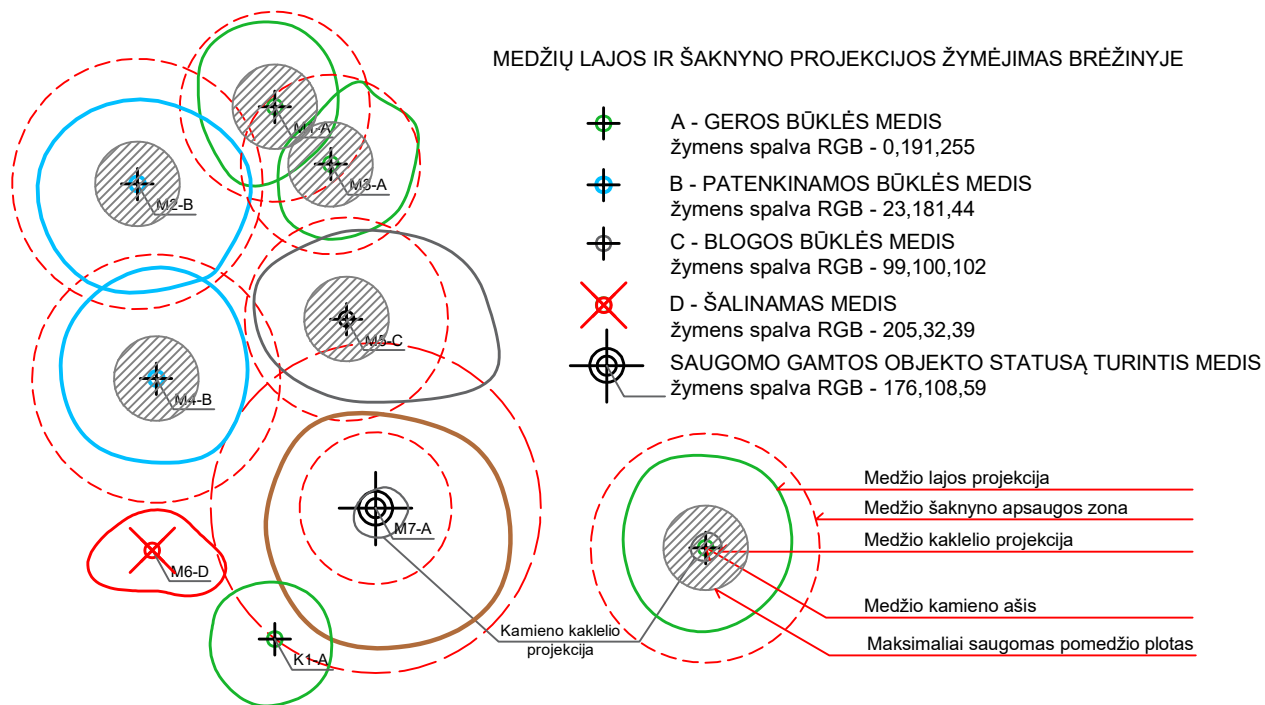 MEDŽIŲ LAJOS IR ŠAKNYNO PROJEKCIJOS ŽYMĖJIMAS BRĖŽINYJE
A - GEROS BŪKLĖS MEDIS
žymens spalva RGB - 0,191,255
B - PATENKINAMOS BŪKLĖS MEDIS
žymens spalva RGB - 23,181,44
C - BLOGOS BŪKLĖS MEDIS
žymens spalva RGB - 99,100,102
D - ŠALINAMAS MEDIS
žymens spalva RGB - 205,32,39
SAUGOMO GAMTOS OBJEKTO STATUSĄ TURINTIS MEDIS
žymens spalva RGB - 176,108,59
M3-A
M2-B
M5-C
M4-B
M7-A
M6-D
K1-A
Kamieno kaklelio
projekcija
Medžio lajos projekcija
Medžio šaknyno apsaugos zona
Medžio kaklelio projekcija
Medžio kamieno ašis
Maksimaliai saugomas pomedžio plotas